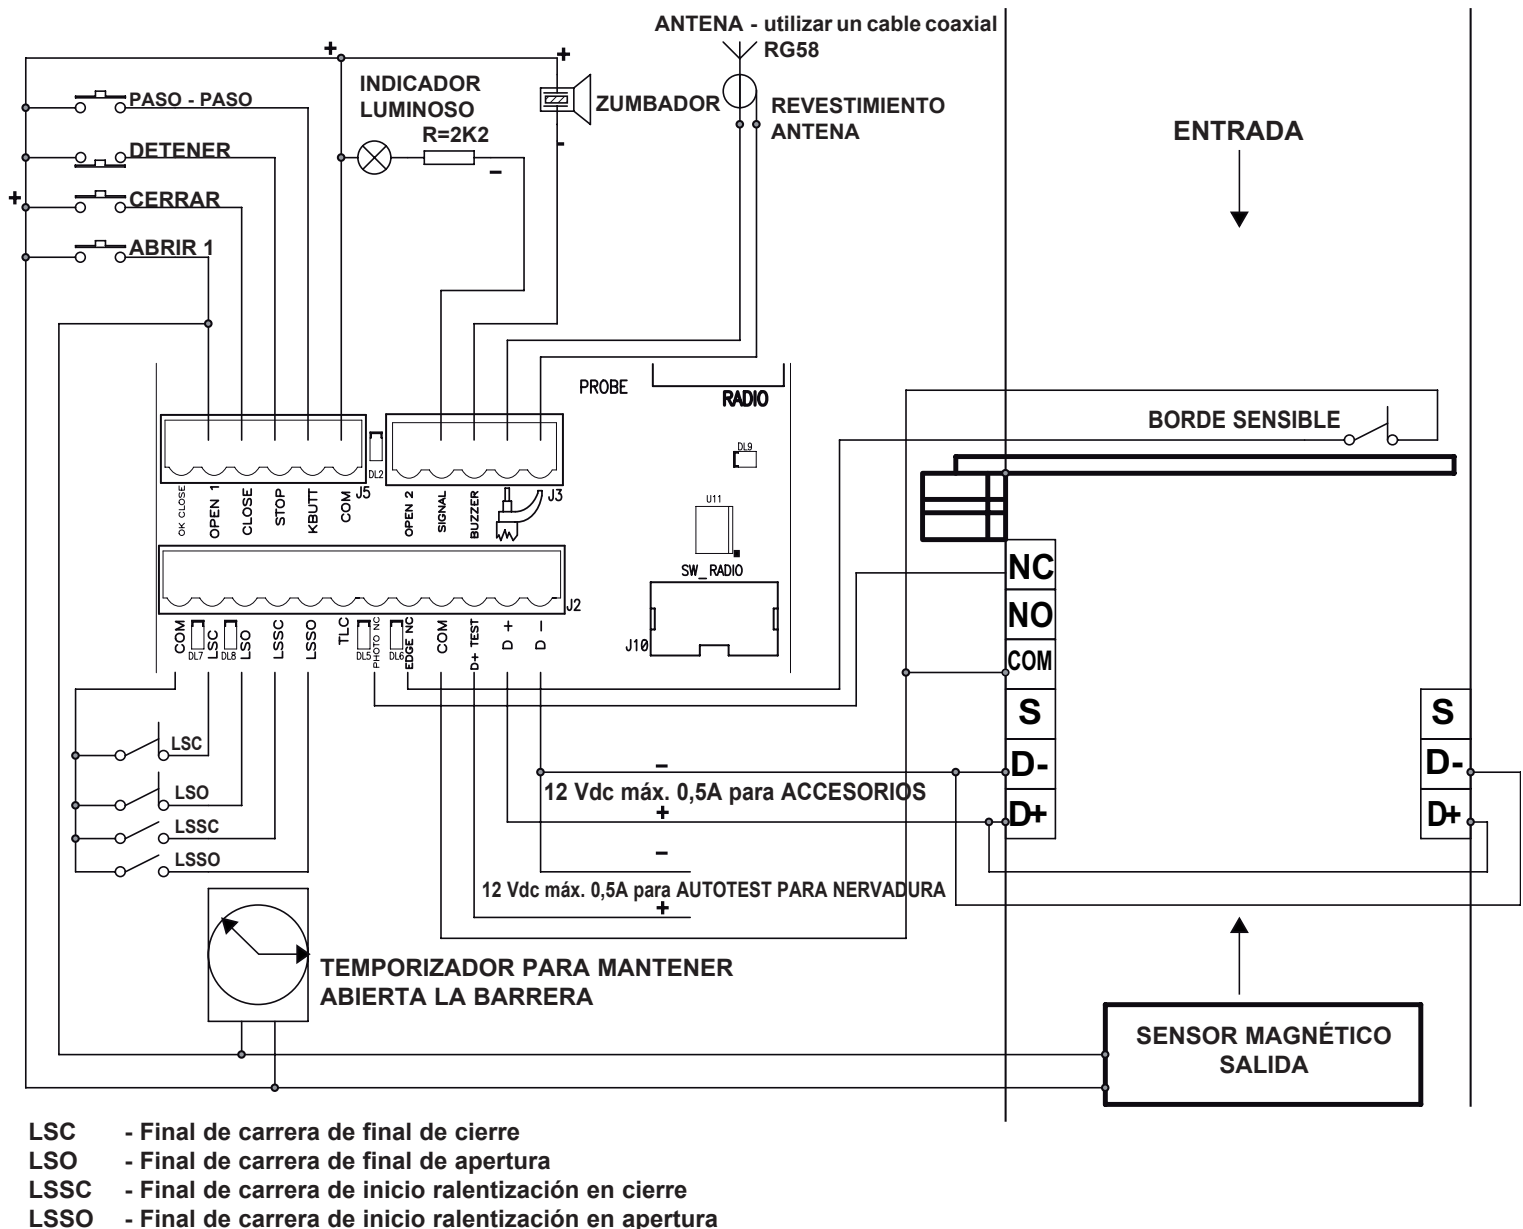 ANTENA - utilizar un cable coaxial
RG58
+
+
INDICADOR
LUMINOSO
R=2K2
ZUMBADOR
REVESTIMIENTO
ANTENA
PASO - PASO
DETENER
-
-
+
CERRAR
ABRIR 1
ENTRADA
PROBE
RADIO
BORDE SENSIBLE
DL2
DL9
J5
J3
OK CLOSE
OPEN 1
CLOSE
STOP
KBUTT
COM
OPEN 2
SIGNAL
BUZZER
U11
SW_RADIO
J2
J10
COM
DL7
LSC
DL8
LSO
LSSC
LSSO
TLC
DL5
PHOTO NC
DL6
EDGE NC
COM
D+ TEST
D +
D -
NC
NO
COM
S
D-
D+
S
D-
D+
LSC
LSO
LSSC
LSSO
-
12 Vdc máx. 0,5A para ACCESORIOS
+
-
12 Vdc máx. 0,5A para AUTOTEST PARA NERVADURA
+
TEMPORIZADOR PARA MANTENER
ABIERTA LA BARRERA
SENSOR MAGNÉTICO
SALIDA
LSC - Final de carrera de final de cierre
LSO - Final de carrera de final de apertura
LSSC - Final de carrera de inicio ralentización en cierre
LSSO - Final de carrera de inicio ralentización en apertura